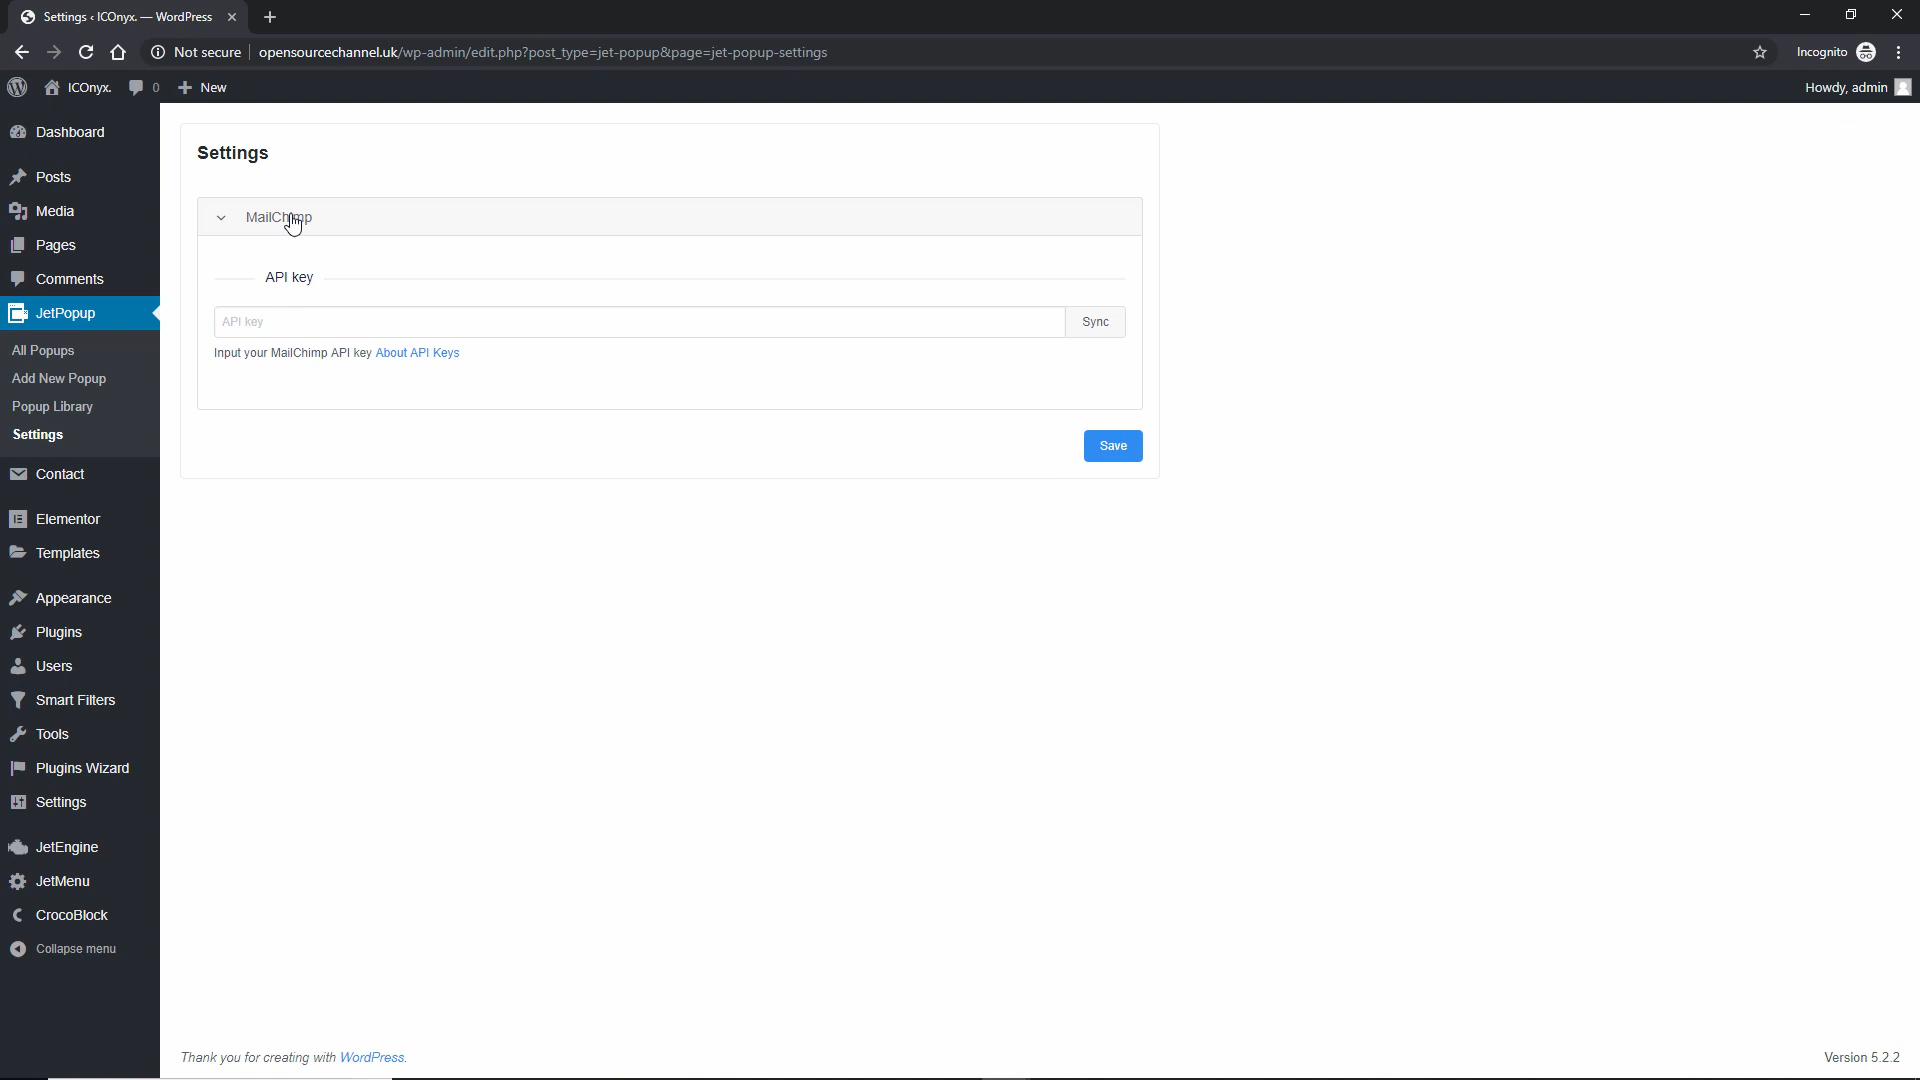 Settings ‹ ICOnyx. — WordPress
Not secure opensourcechannel.uk/wp-admin/edit.php?post_type=jet-popup&page=jet-popup-settings Incognito
ICOnyx. 0 New Howdy, admin
Dashboard
Posts
Media
Pages
Comments
JetPopup
All Popups
Add New Popup
Popup Library
Settings
Contact
Elementor
Templates
Appearance
Plugins
Users
Smart Filters
Tools
Plugins Wizard
Settings
JetEngine
JetMenu
CrocoBlock
Collapse menu
Settings
MailChimp
API key
API key Sync
Input your MailChimp API key About API Keys
Save
Thank you for creating with WordPress. Version 5.2.2